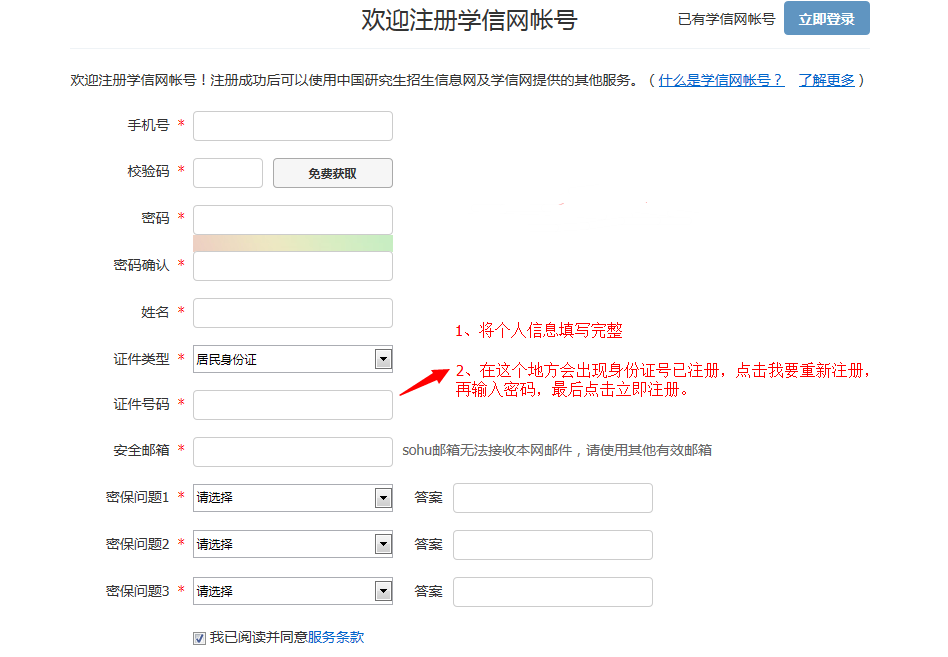 欢迎注册学信网帐号
已有学信网帐号 立即登录
欢迎注册学信网帐号！注册成功后可以使用中国研究生招生信息网及学信网提供的其他服务。（什么是学信网帐号？ 了解更多）
手机号 *
校验码 * 免费获取
密码 *
密码确认 *
姓名 *
1、将个人信息填写完整
证件类型 * 居民身份证
2、在这个地方会出现身份证号已注册，点击我要重新注册，
再输入密码，最后点击立即注册。
证件号码 *
安全邮箱 * sohu邮箱无法接收本网邮件，请使用其他有效邮箱
密保问题1 * 请选择 答案
密保问题2 * 请选择 答案
密保问题3 * 请选择 答案
我已阅读并同意服务条款